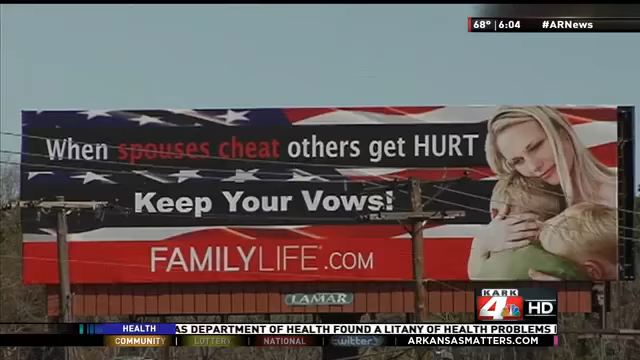 68° 6:04 #ARNews
When spouses cheat others get HURT
Keep Your Vows!
FAMILYLIFE.COM
LAMAR
KARK
4 HD
HEALTH AS DEPARTMENT OF HEALTH FOUND A LITANY OF HEALTH PROBLEMS
COMMUNITY LOTTERY NATIONAL twitter ARKANSASMATTERS.COM